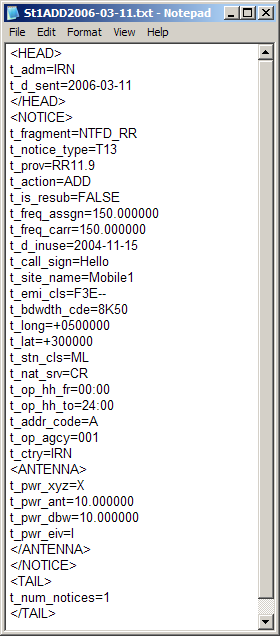 St1ADD2006-03-11.txt - Notepad
File Edit Format View Help
<HEAD>
t_adm=IRN
t_d_sent=2006-03-11
</HEAD>
<NOTICE>
t_fragment=NTFD_RR
t_notice_type=T13
t_prov=RR11.9
t_action=ADD
t_is_resub=FALSE
t_freq_assgn=150.000000
t_freq_carr=150.000000
t_d_inuse=2004-11-15
t_call_sign=Hello
t_site_name=Mobile1
t_emi_cls=F3E--
t_bdwdth_cde=8K50
t_long=+0500000
t_lat=+300000
t_stn_cls=ML
t_nat_srv=CR
t_op_hh_fr=00:00
t_op_hh_to=24:00
t_addr_code=A
t_op_agcy=001
t_ctry=IRN
<ANTENNA>
t_pwr_xyz=X
t_pwr_ant=10.000000
t_pwr_dbw=10.000000
t_pwr_eiv=I
</ANTENNA>
</NOTICE>
<TAIL>
t_num_notices=1
</TAIL>